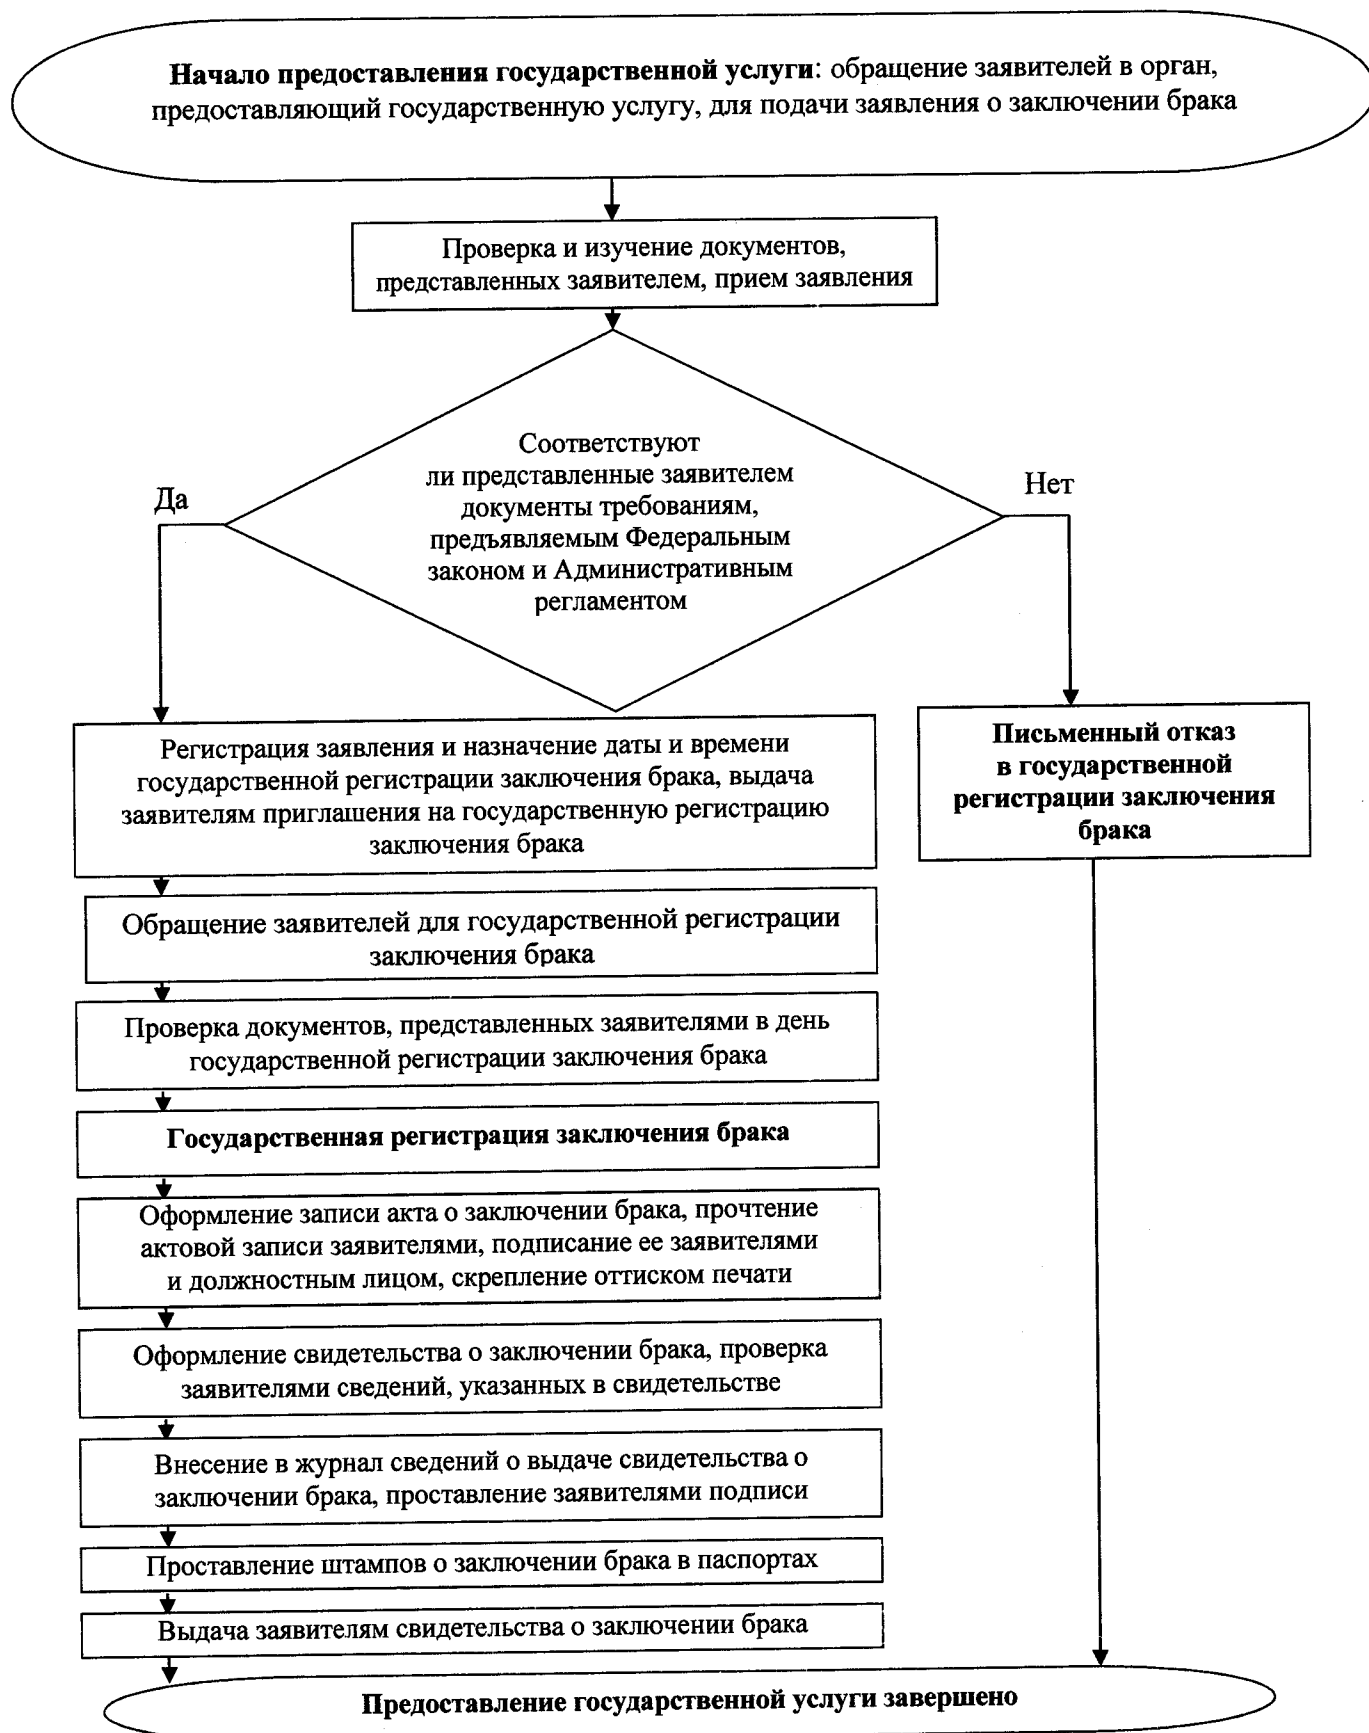 Начало предоставления государственной услуги: обращение заявителей в орган,
предоставляющий государственную услугу, для подачи заявления о заключении брака
Проверка и изучение документов,
представленных заявителем, прием заявления
Соответствуют
ли представленные заявителем
документы требованиям,
предъявляемым Федеральным
законом и Административным
регламентом
Да
Нет
Регистрация заявления и назначение даты и времени
государственной регистрации заключения брака, выдача
заявителям приглашения на государственную регистрацию
заключения брака
Письменный отказ
в государственной
регистрации заключения
брака
Обращение заявителей для государственной регистрации
заключения брака
Проверка документов, представленных заявителями в день
государственной регистрации заключения брака
Государственная регистрация заключения брака
Оформление записи акта о заключении брака, прочтение
актовой записи заявителями, подписание ее заявителями
и должностным лицом, скрепление оттиском печати
Оформление свидетельства о заключении брака, проверка
заявителями сведений, указанных в свидетельстве
Внесение в журнал сведений о выдаче свидетельства о
заключении брака, проставление заявителями подписи
Проставление штампов о заключении брака в паспортах
Выдача заявителям свидетельства о заключении брака
Предоставление государственной услуги завершено